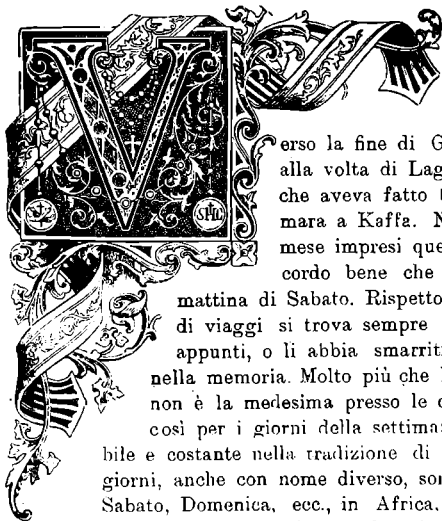 Verso la fine di G
alla volta di Lag
che aveva fatto
mara a Kaffa. N
mese impresi que
cordo bene che
mattina di Sabato. Rispetto
di viaggi si trova sempre
appunti, o li abbia smarrit
nella memoria. Molto più che
non è la medesima presso le
così per i giorni della settima
bile e costante nella tradizione di
giorni, anche con nome diverso, son
Sabato, Domenica, ecc., in Africa,